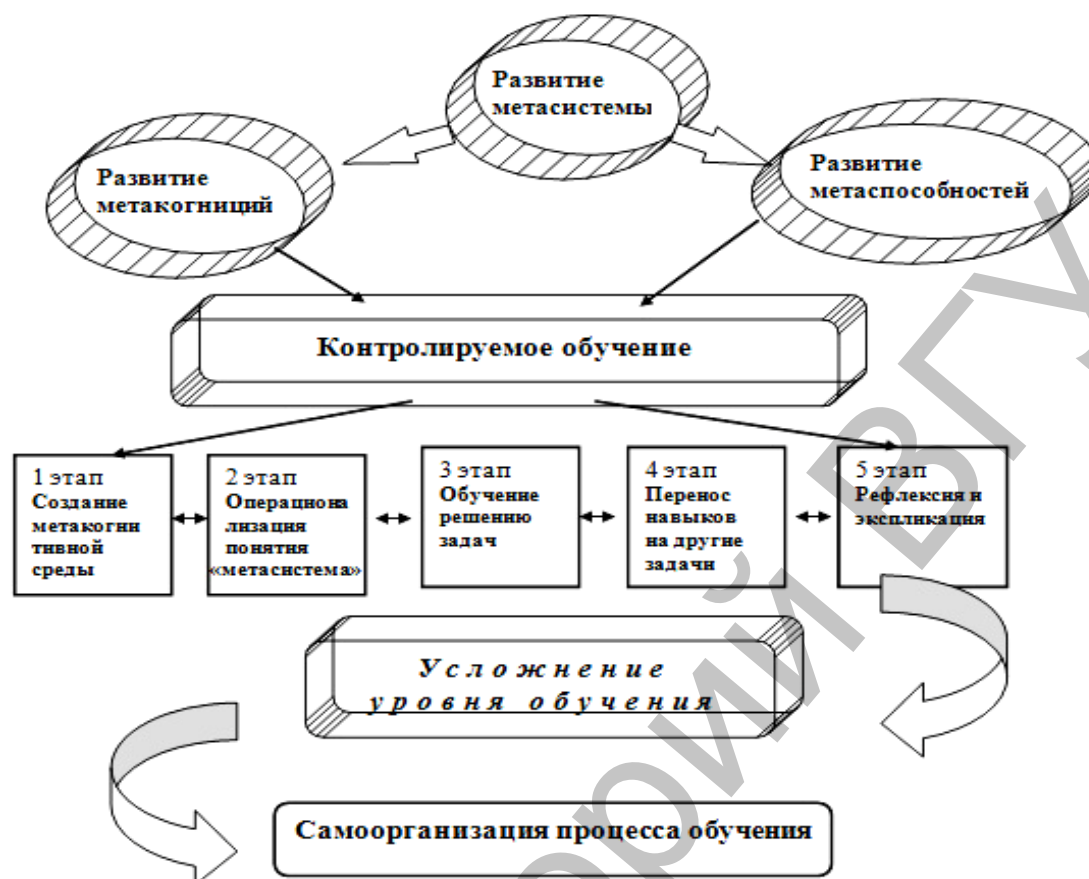 Развитие
метасистемы
Развитие
метакогниций
Развитие
метаспособностей
Контролируемое обучение
1 этап
Создание
метакогни
тивной
среды
2 этап
Операциона
лизация
понятия
«метасистема»
3 этап
Обучение
решению
задач
4 этап
Перенос
навыков
на другие
задачи
5 этап
Рефлексия и
экспликация
Усложнение
уровня обучения
Самоорганизация процесса обучения
орий ВГУ